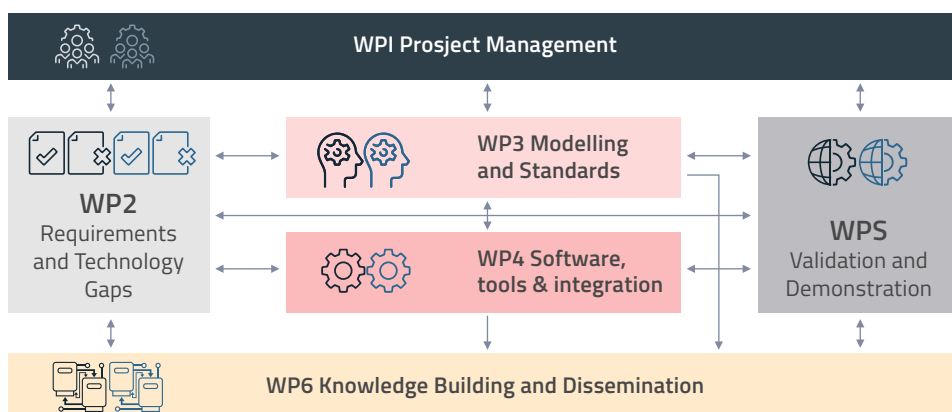 WPI Prosject Management
WP2
Requirements
and Technology
Gaps
WP3 Modelling
and Standards
WP4 Software,
tools & integration
WPS
Validation and
Demonstration
WP6 Knowledge Building and Dissemination